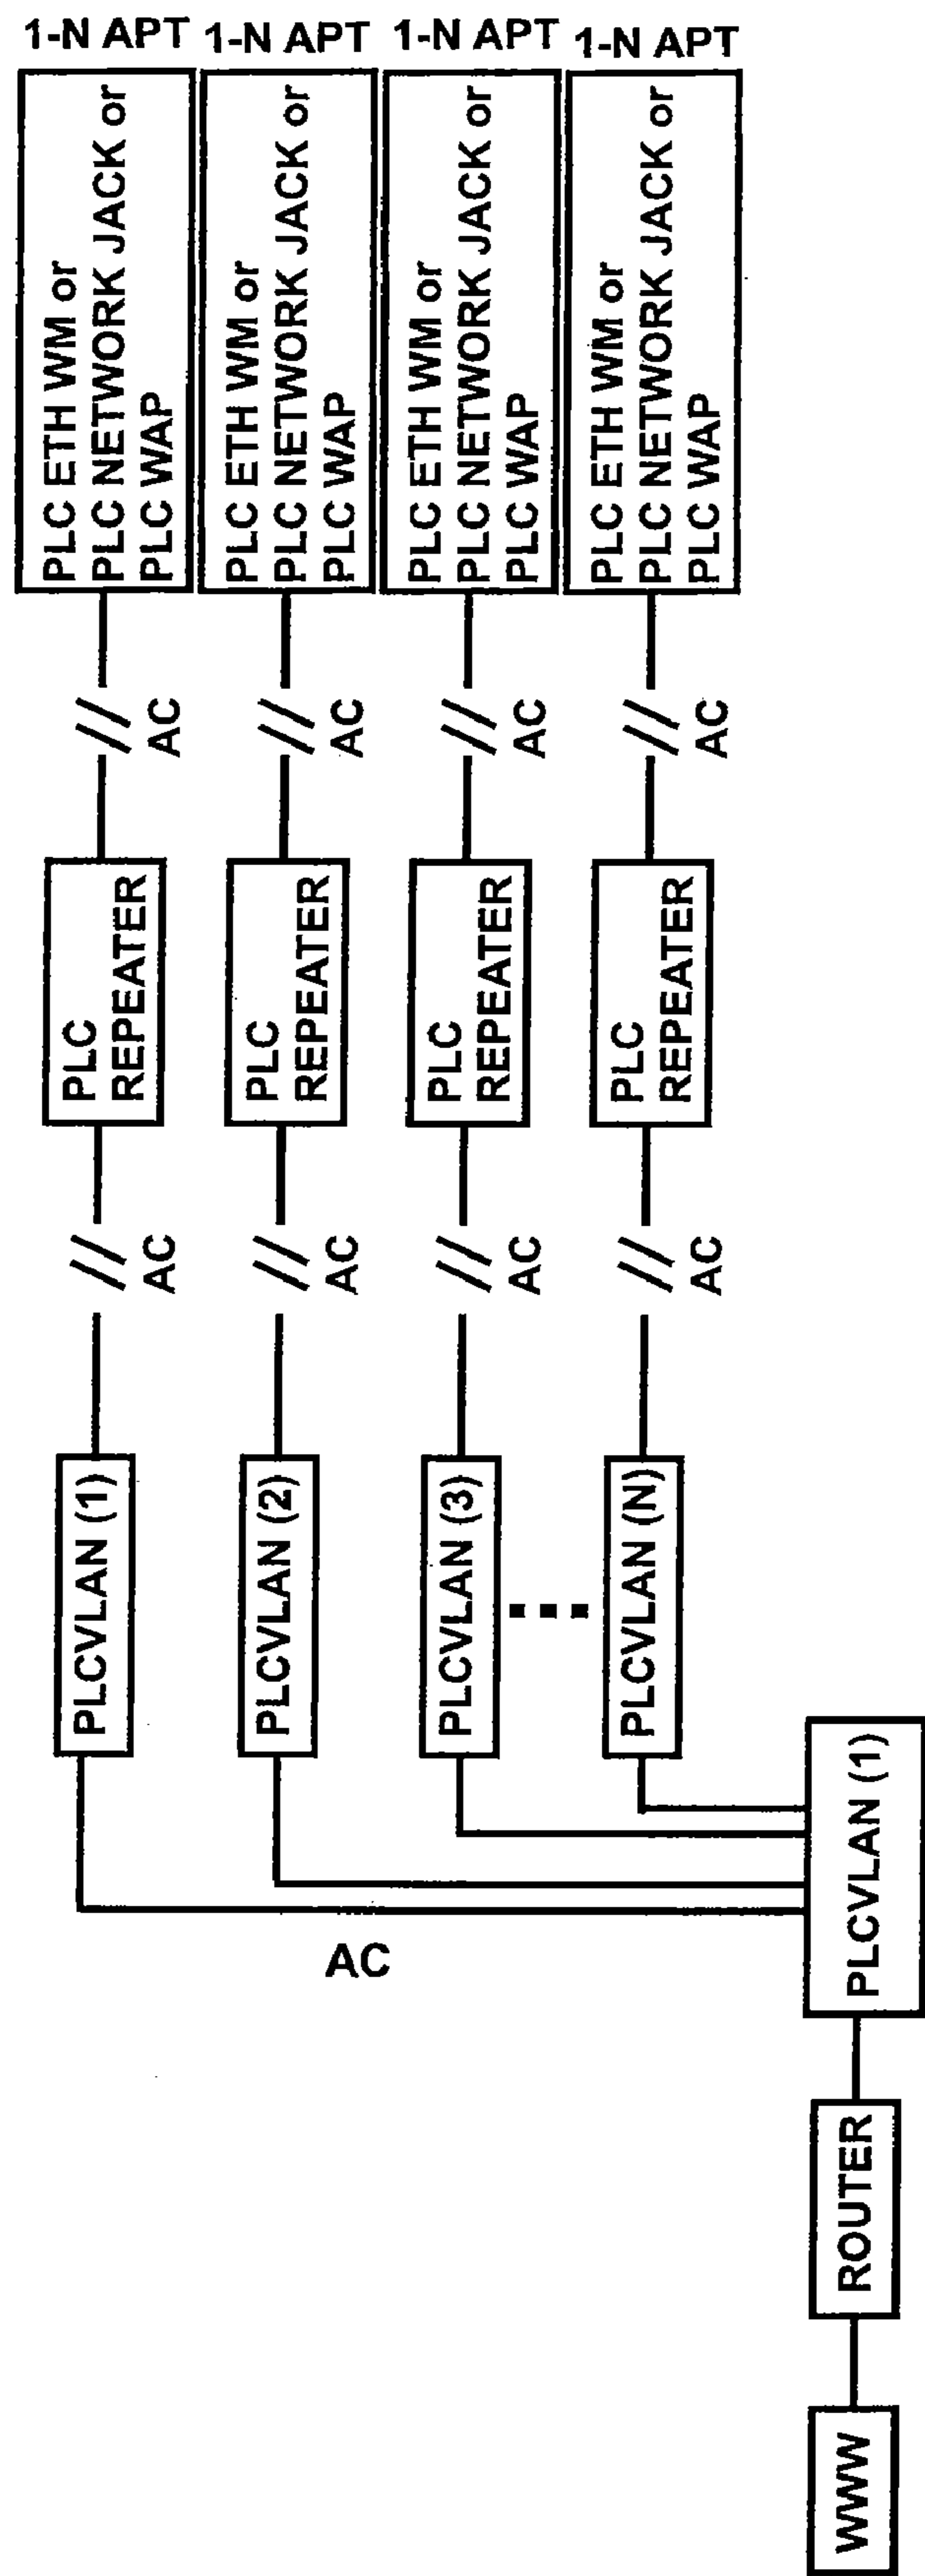 1-N APT
1-N APT
1-N APT
1-N APT
PLC ETH WM or
PLC NETWORK JACK or
PLC WAP
PLC ETH WM or
PLC NETWORK JACK or
PLC WAP
PLC ETH WM or
PLC NETWORK JACK or
PLC WAP
PLC ETH WM or
PLC NETWORK JACK or
PLC WAP
AC
AC
AC
AC
PLC
REPEATER
PLC
REPEATER
PLC
REPEATER
PLC
REPEATER
AC
AC
AC
AC
PLCVLAN (1)
PLCVLAN (2)
PLCVLAN (3)
PLCVLAN (N)
AC
PLCVLAN (1)
ROUTER
WWW